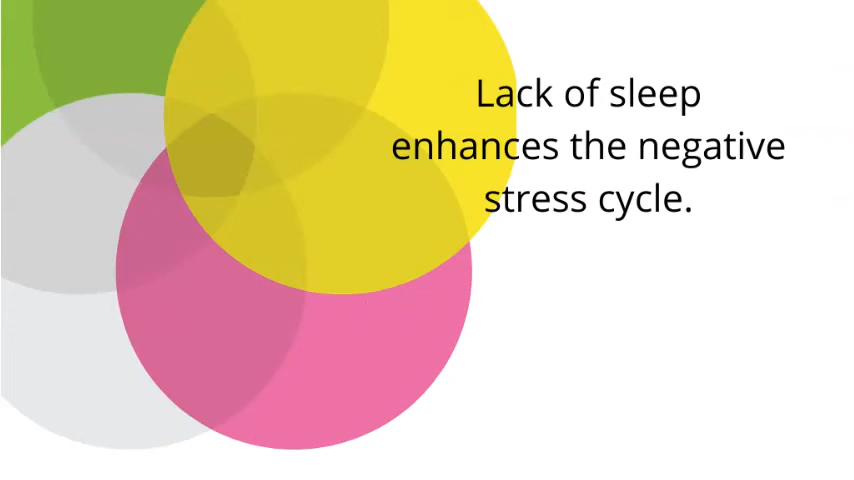 Lack of sleep
enhances the negative
stress cycle.